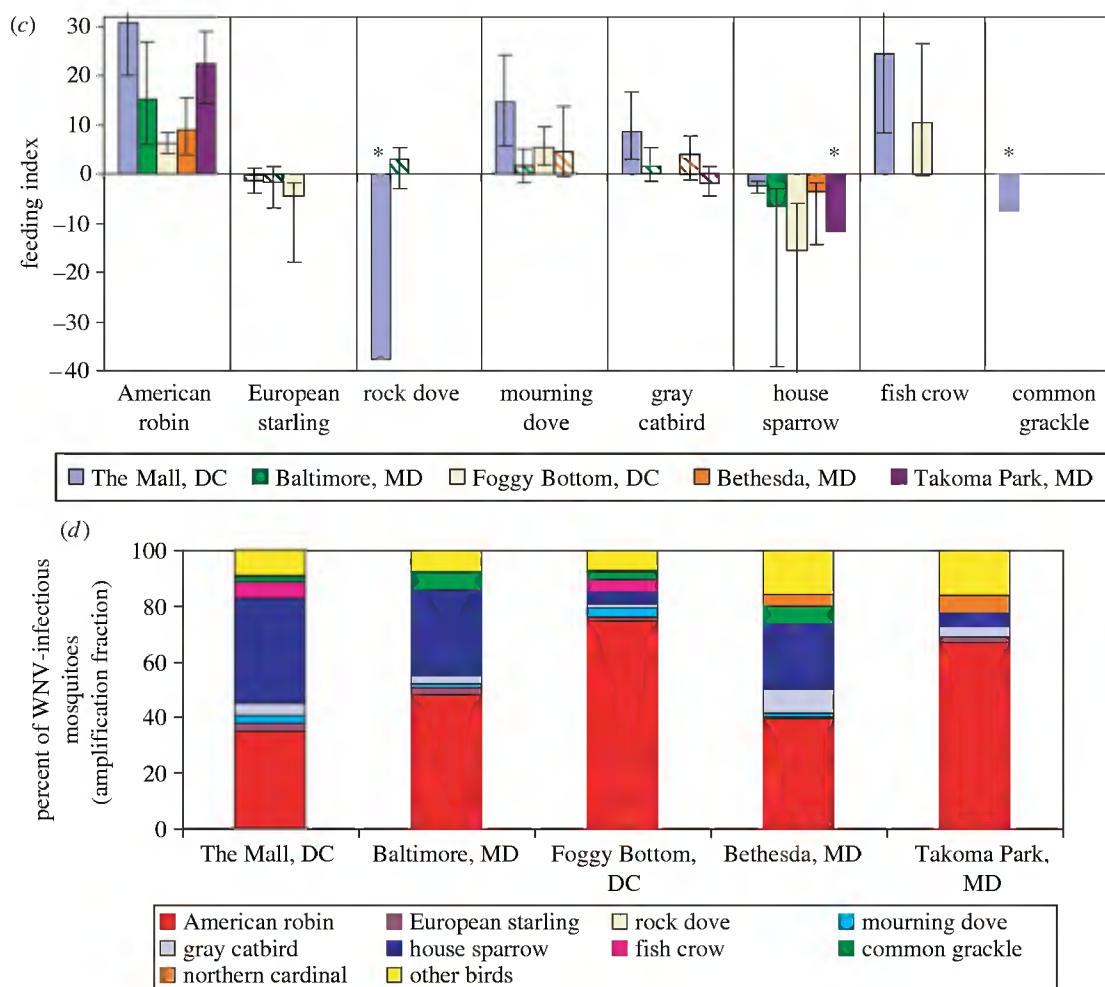 (c)
30
20
10
0
−10
−20
−30
−40
feeding index
*
*
*
American robin
European starling
rock dove
mourning dove
gray catbird
house sparrow
fish crow
common grackle
The Mall, DC
Baltimore, MD
Foggy Bottom, DC
Bethesda, MD
Takoma Park, MD
(d)
100
80
60
40
20
0
percent of WNV-infectious
mosquitoes
(amplification fraction)
The Mall, DC
Baltimore, MD
Foggy Bottom,
DC
Bethesda, MD
Takoma Park,
MD
American robin
European starling
rock dove
mourning dove
gray catbird
house sparrow
fish crow
common grackle
northern cardinal
other birds